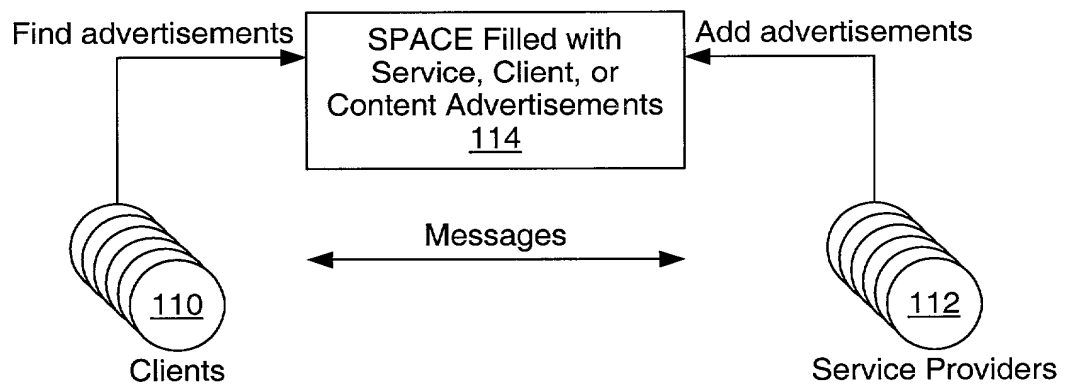 Find advertisements
SPACE Filled with
Service, Client, or
Content Advertisements
114
Add advertisements
Messages
110
Clients
112
Service Providers